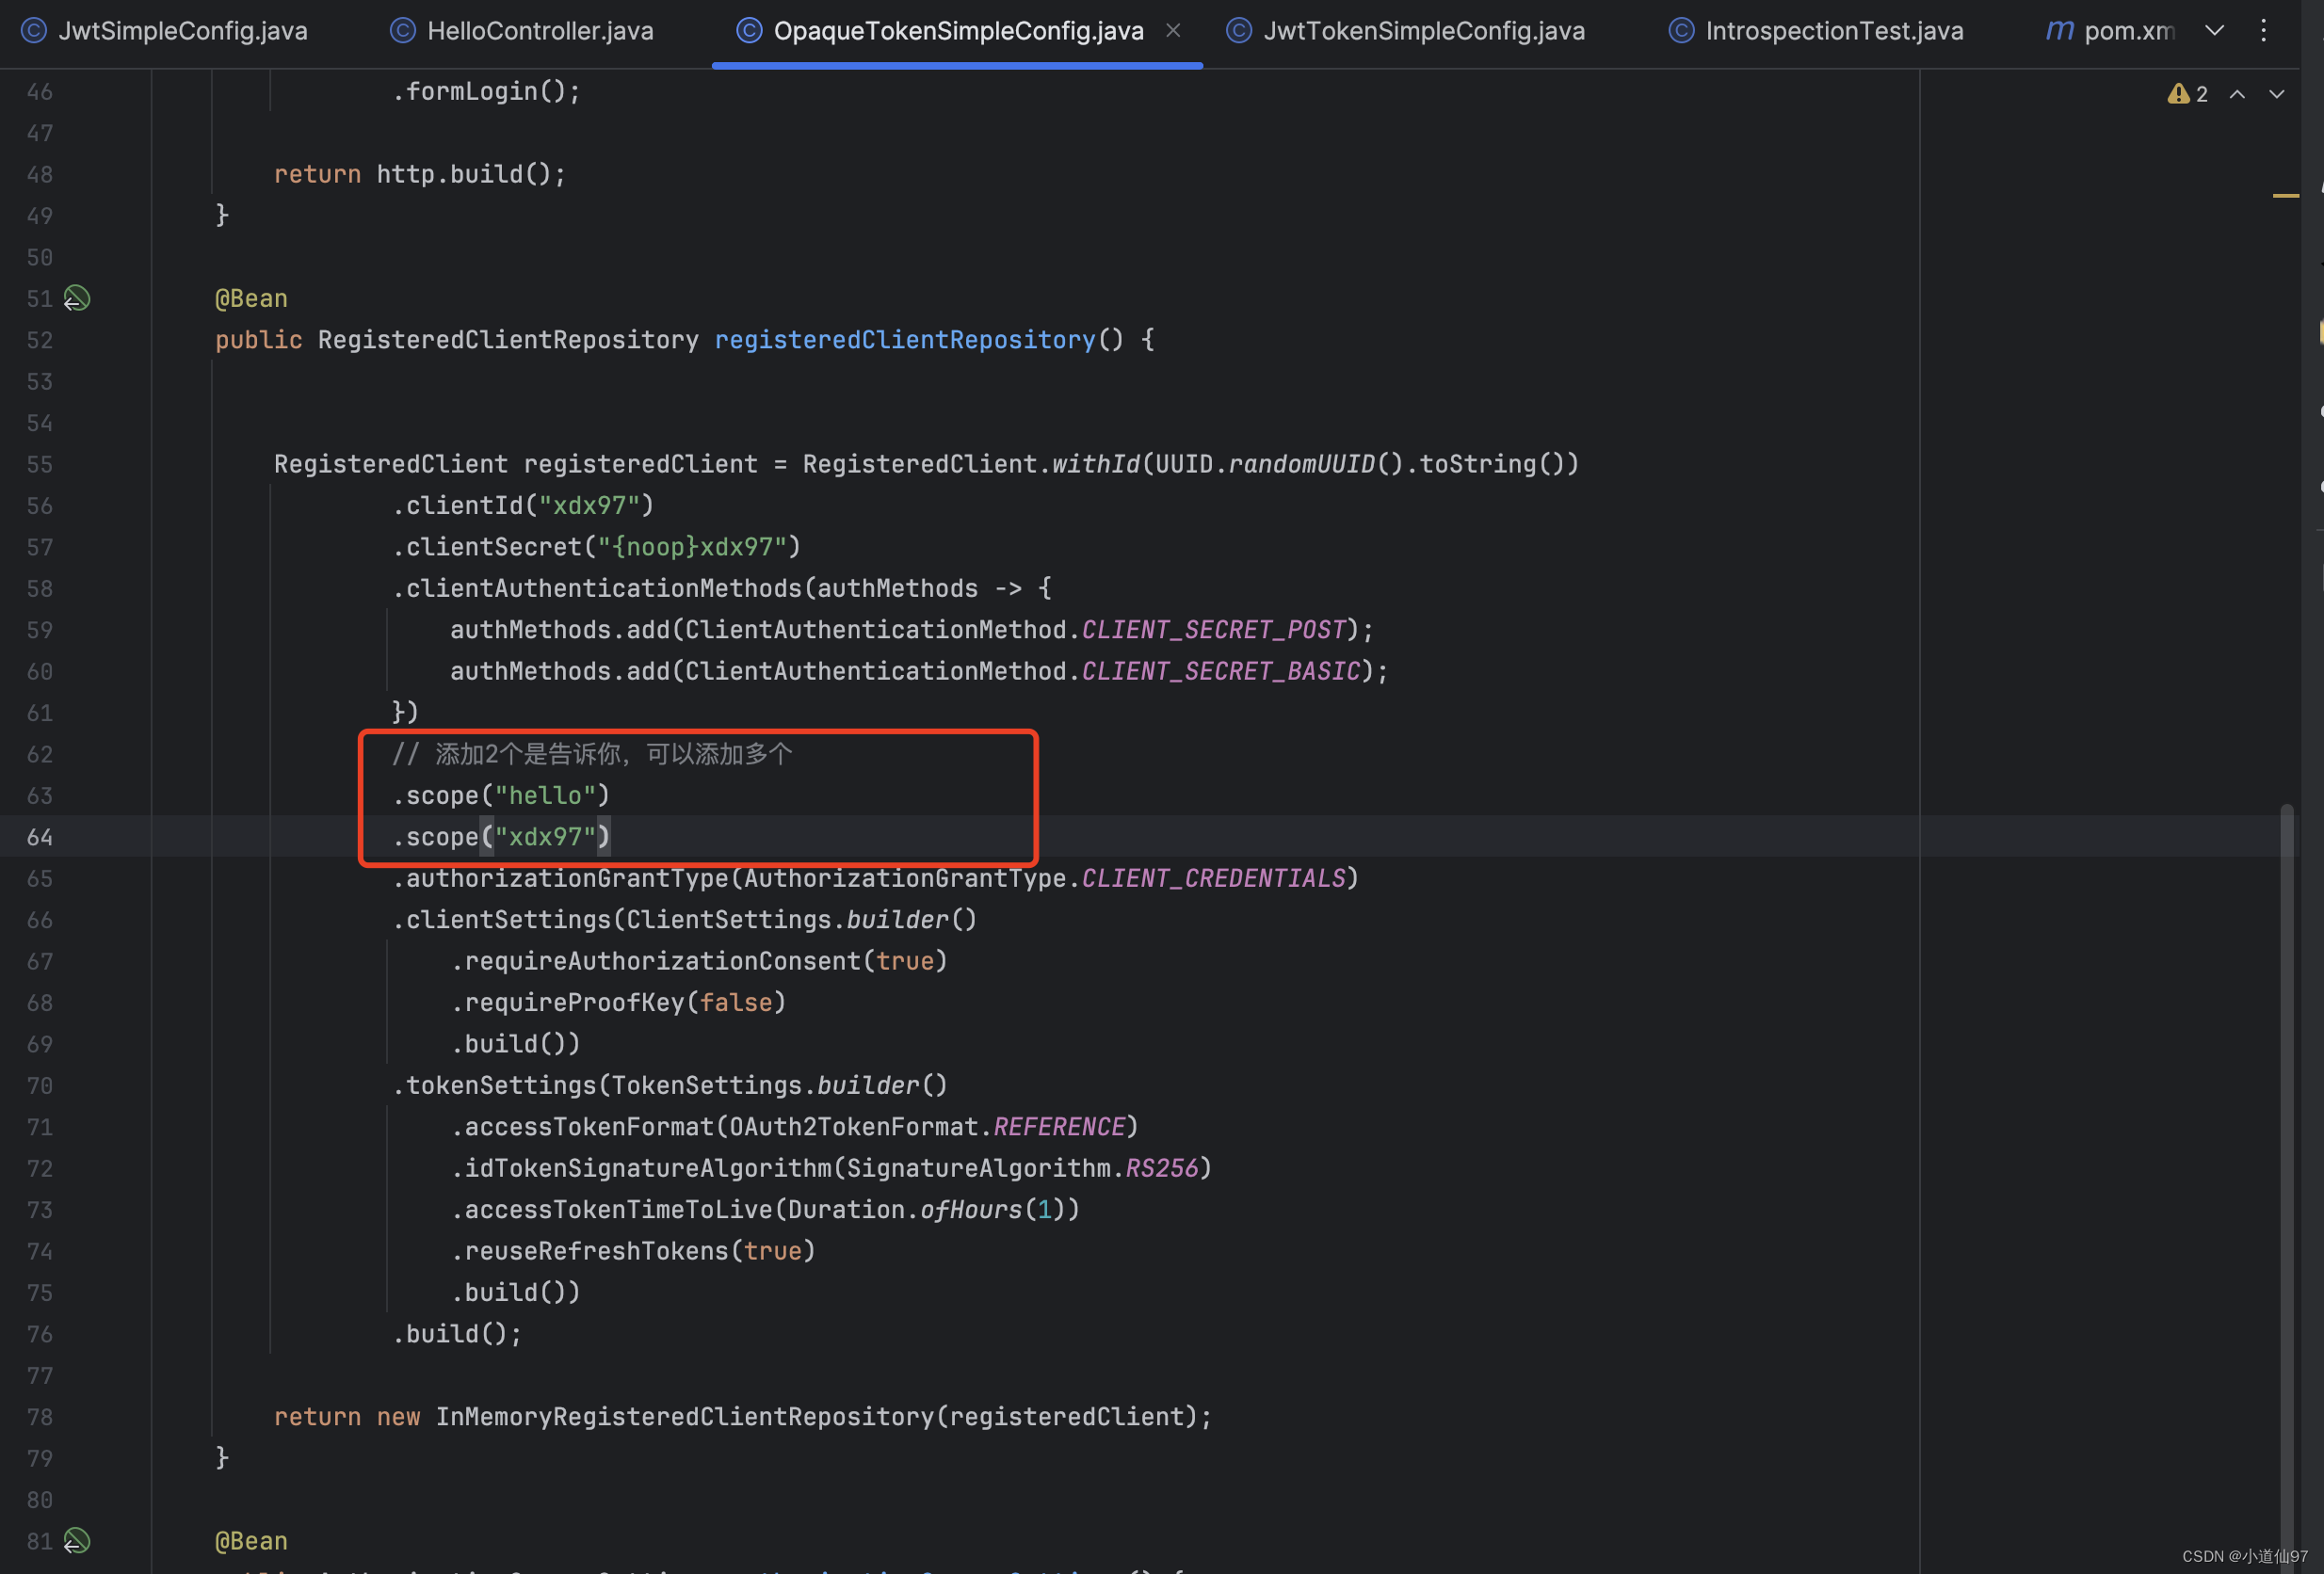 JwtSimpleConfig.java HelloController.java OpaqueTokenSimpleConfig.java JwtTokenSimpleConfig.java IntrospectionTest.java pom.xm
2
46 .formLogin();
47
48 return http.build();
49 }
50
51 @Bean
52 public RegisteredClientRepository registeredClientRepository() {
53
54
55 RegisteredClient registeredClient = RegisteredClient.withId(UUID.randomUUID().toString())
56 .clientId("xdx97")
57 .clientSecret("{noop}xdx97")
58 .clientAuthenticationMethods(authMethods -> {
59 authMethods.add(ClientAuthenticationMethod.CLIENT_SECRET_POST);
60 authMethods.add(ClientAuthenticationMethod.CLIENT_SECRET_BASIC);
61 })
62 // 添加2个是告诉你，可以添加多个
63 .scope("hello")
64 .scope("xdx97")
65 .authorizationGrantType(AuthorizationGrantType.CLIENT_CREDENTIALS)
66 .clientSettings(ClientSettings.builder()
67 .requireAuthorizationConsent(true)
68 .requireProofKey(false)
69 .build())
70 .tokenSettings(TokenSettings.builder()
71 .accessTokenFormat(OAuth2TokenFormat.REFERENCE)
72 .idTokenSignatureAlgorithm(SignatureAlgorithm.RS256)
73 .accessTokenTimeToLive(Duration.ofHours(1))
74 .reuseRefreshTokens(true)
75 .build())
76 .build();
77
78 return new InMemoryRegisteredClientRepository(registeredClient);
79 }
80
81 @Bean
CSDN @小道仙97